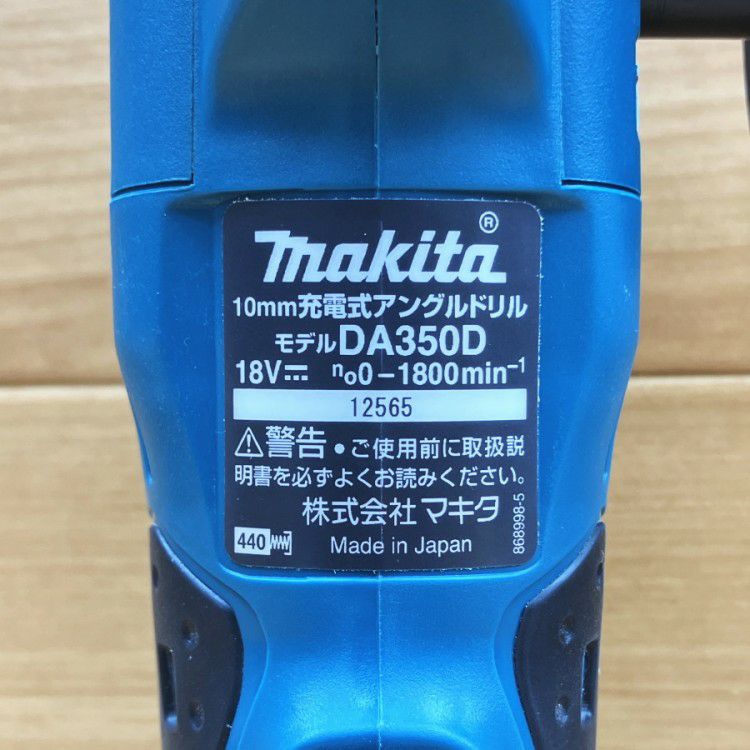 makita®
10mm充電式アングルドリル
モデルDA350D
18V⎓ n₀0-1800min⁻¹
12565
⚠警告 ●ご使用前に取扱説
明書を必ずよくお読みください。
株式会社マキタ
440 Made in Japan
868998-5